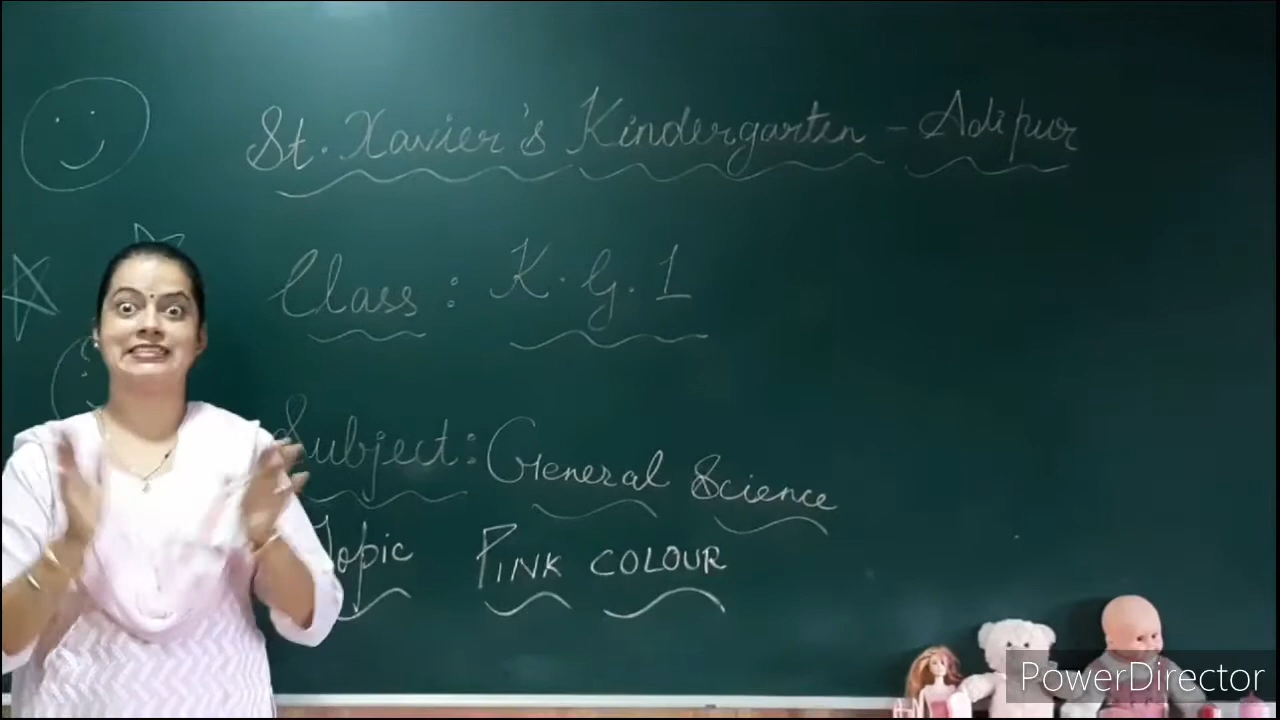 St. Xavier's Kindergarten - Adipur
Class : K.G. 1
Subject : General Science
Topic PINK COLOUR
PowerDirector